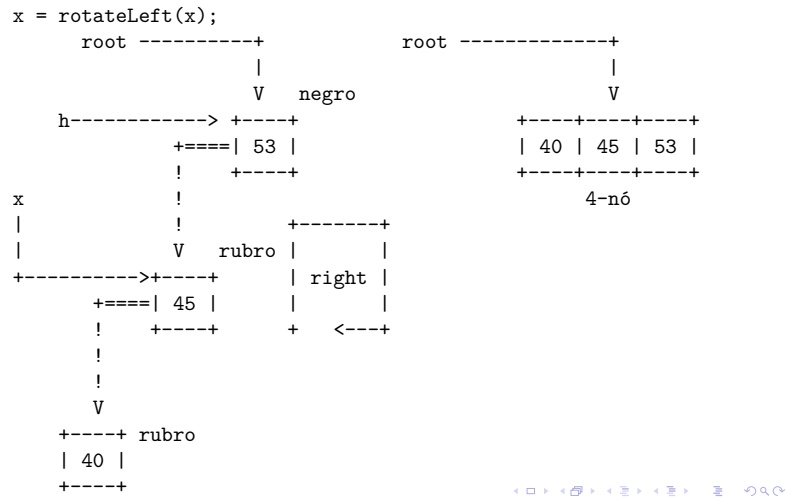 x = rotateLeft(x);
      root ----------+            root -------------+
                     |                              |
                     V   negro                      V
    h------------> +----+                   +----+----+----+
              +====| 53 |                   | 40 | 45 | 53 |
              !    +----+                   +----+----+----+
x             !                                  4-nó
|             !         +-------+
|             V   rubro |       |
+----------->+----+     | right |
       +====| 45 |      |       |
       !    +----+      +   <---+
       !
       !
       V
    +----+ rubro
    | 40 |
    +----+